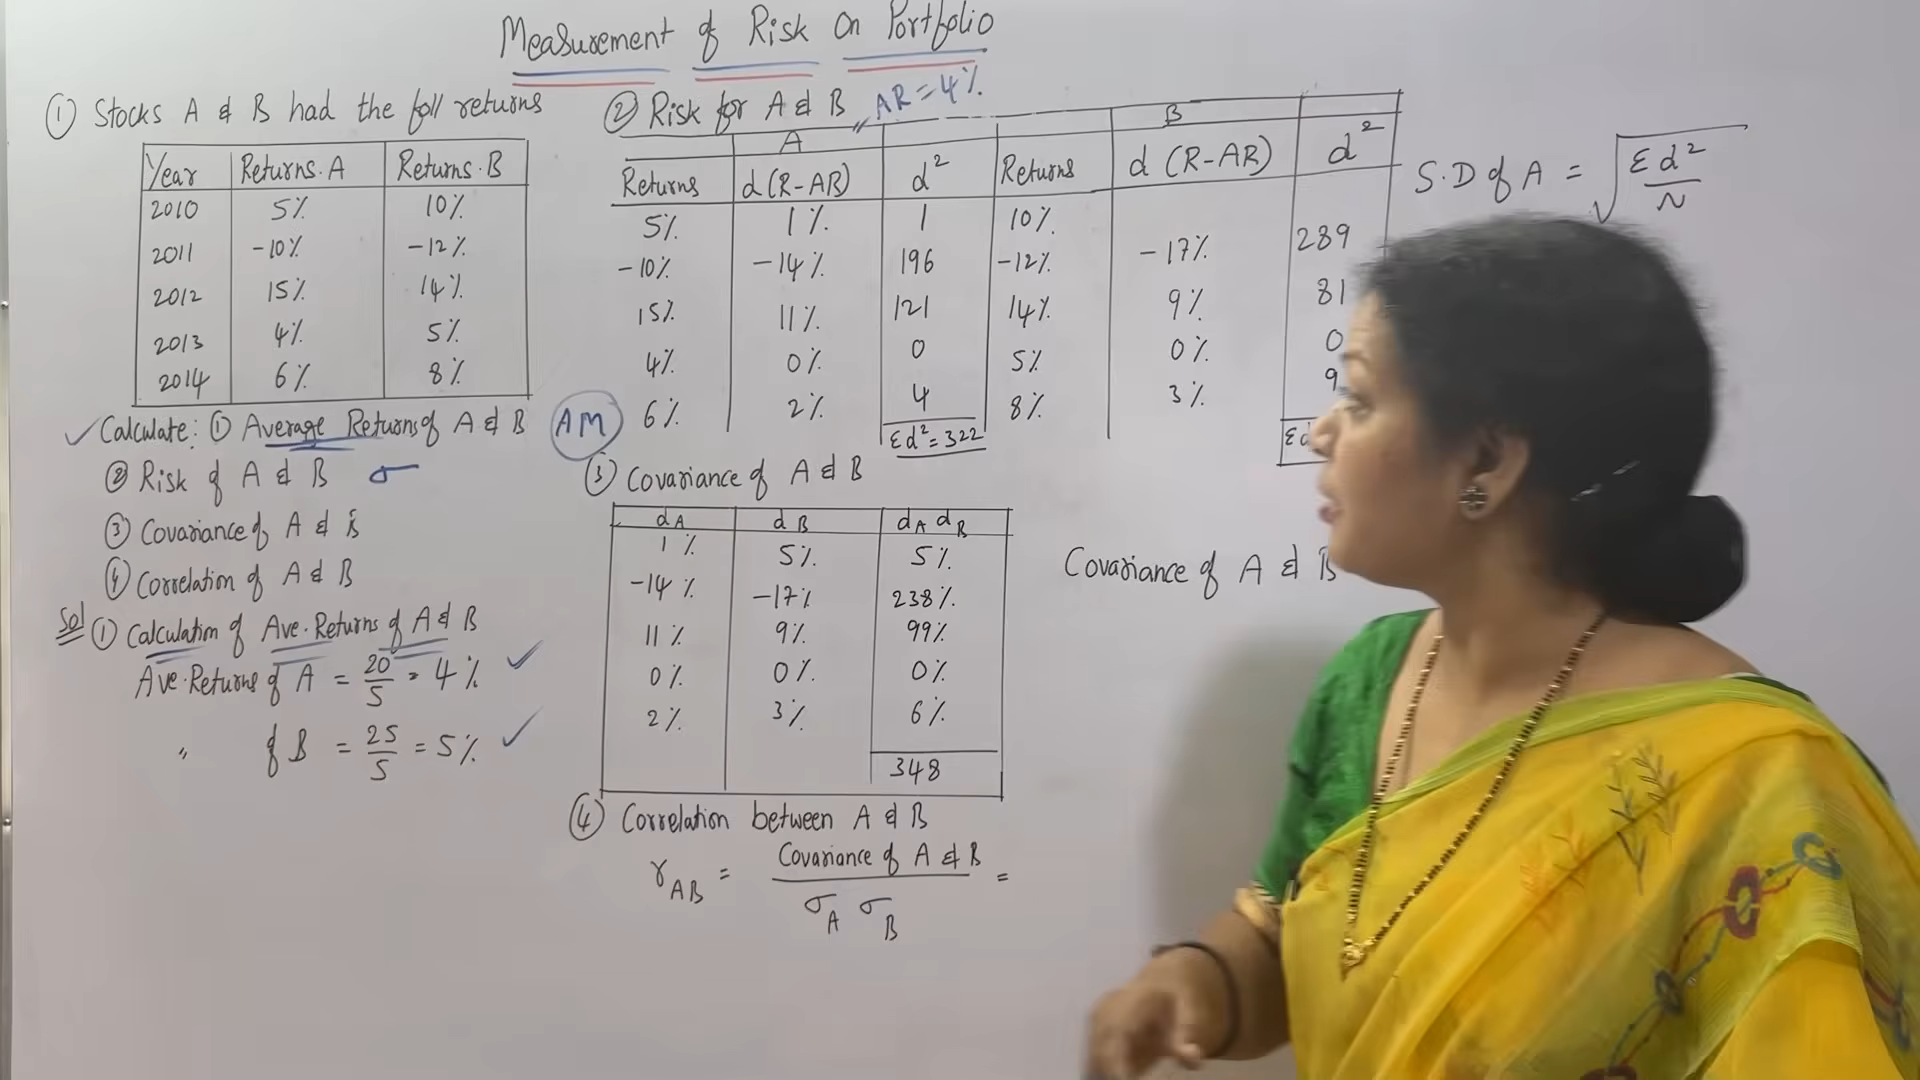 Measurement of Risk on Portfolio
① Stocks A & B had the foll returns
Year Returns.A Returns.B
2010 5% 10%
2011 -10% -12%
2012 15% 14%
2013 4% 5%
2014 6% 8%
Calculate: ① Average Returns of A & B AM
② Risk of A & B σ
③ Covariance of A & B
④ Correlation of A & B
Sol ① Calculation of Ave.Returns of A & B
Ave.Returns of A = 20/5 = 4%
" of B = 25/5 = 5%
② Risk for A & B AR = 4%
A B
Returns d (R-AR) d² Returns d (R-AR) d²
5% 1% 1 10%
-10% -14% 196 -12% -17% 289
15% 11% 121 14% 9% 81
4% 0% 0 5% 0% 0
6% 2% 4 8% 3% 9
Σd² = 322
S.D of A = √Σd²/N
③ Covariance of A & B
dA dB dA dB
1% 5% 5%
-14% -17% 238%
11% 9% 99%
0% 0% 0%
2% 3% 6%
348
Covariance of A & B
④ Correlation between A & B
rAB = Covariance of A & B / σA σB =